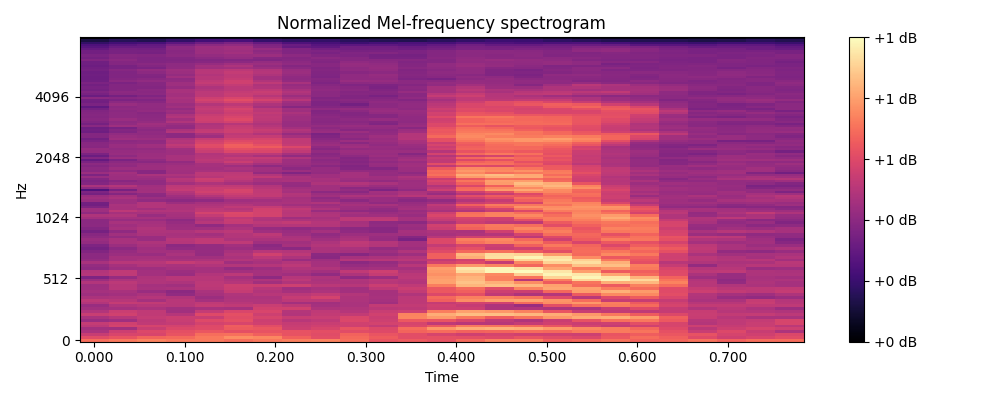 Normalized Mel-frequency spectrogram
+1 dB
4096
+1 dB
2048
+1 dB
Hz
1024
+0 dB
512
+0 dB
0
+0 dB
0.000 0.100 0.200 0.300 0.400 0.500 0.600 0.700
Time